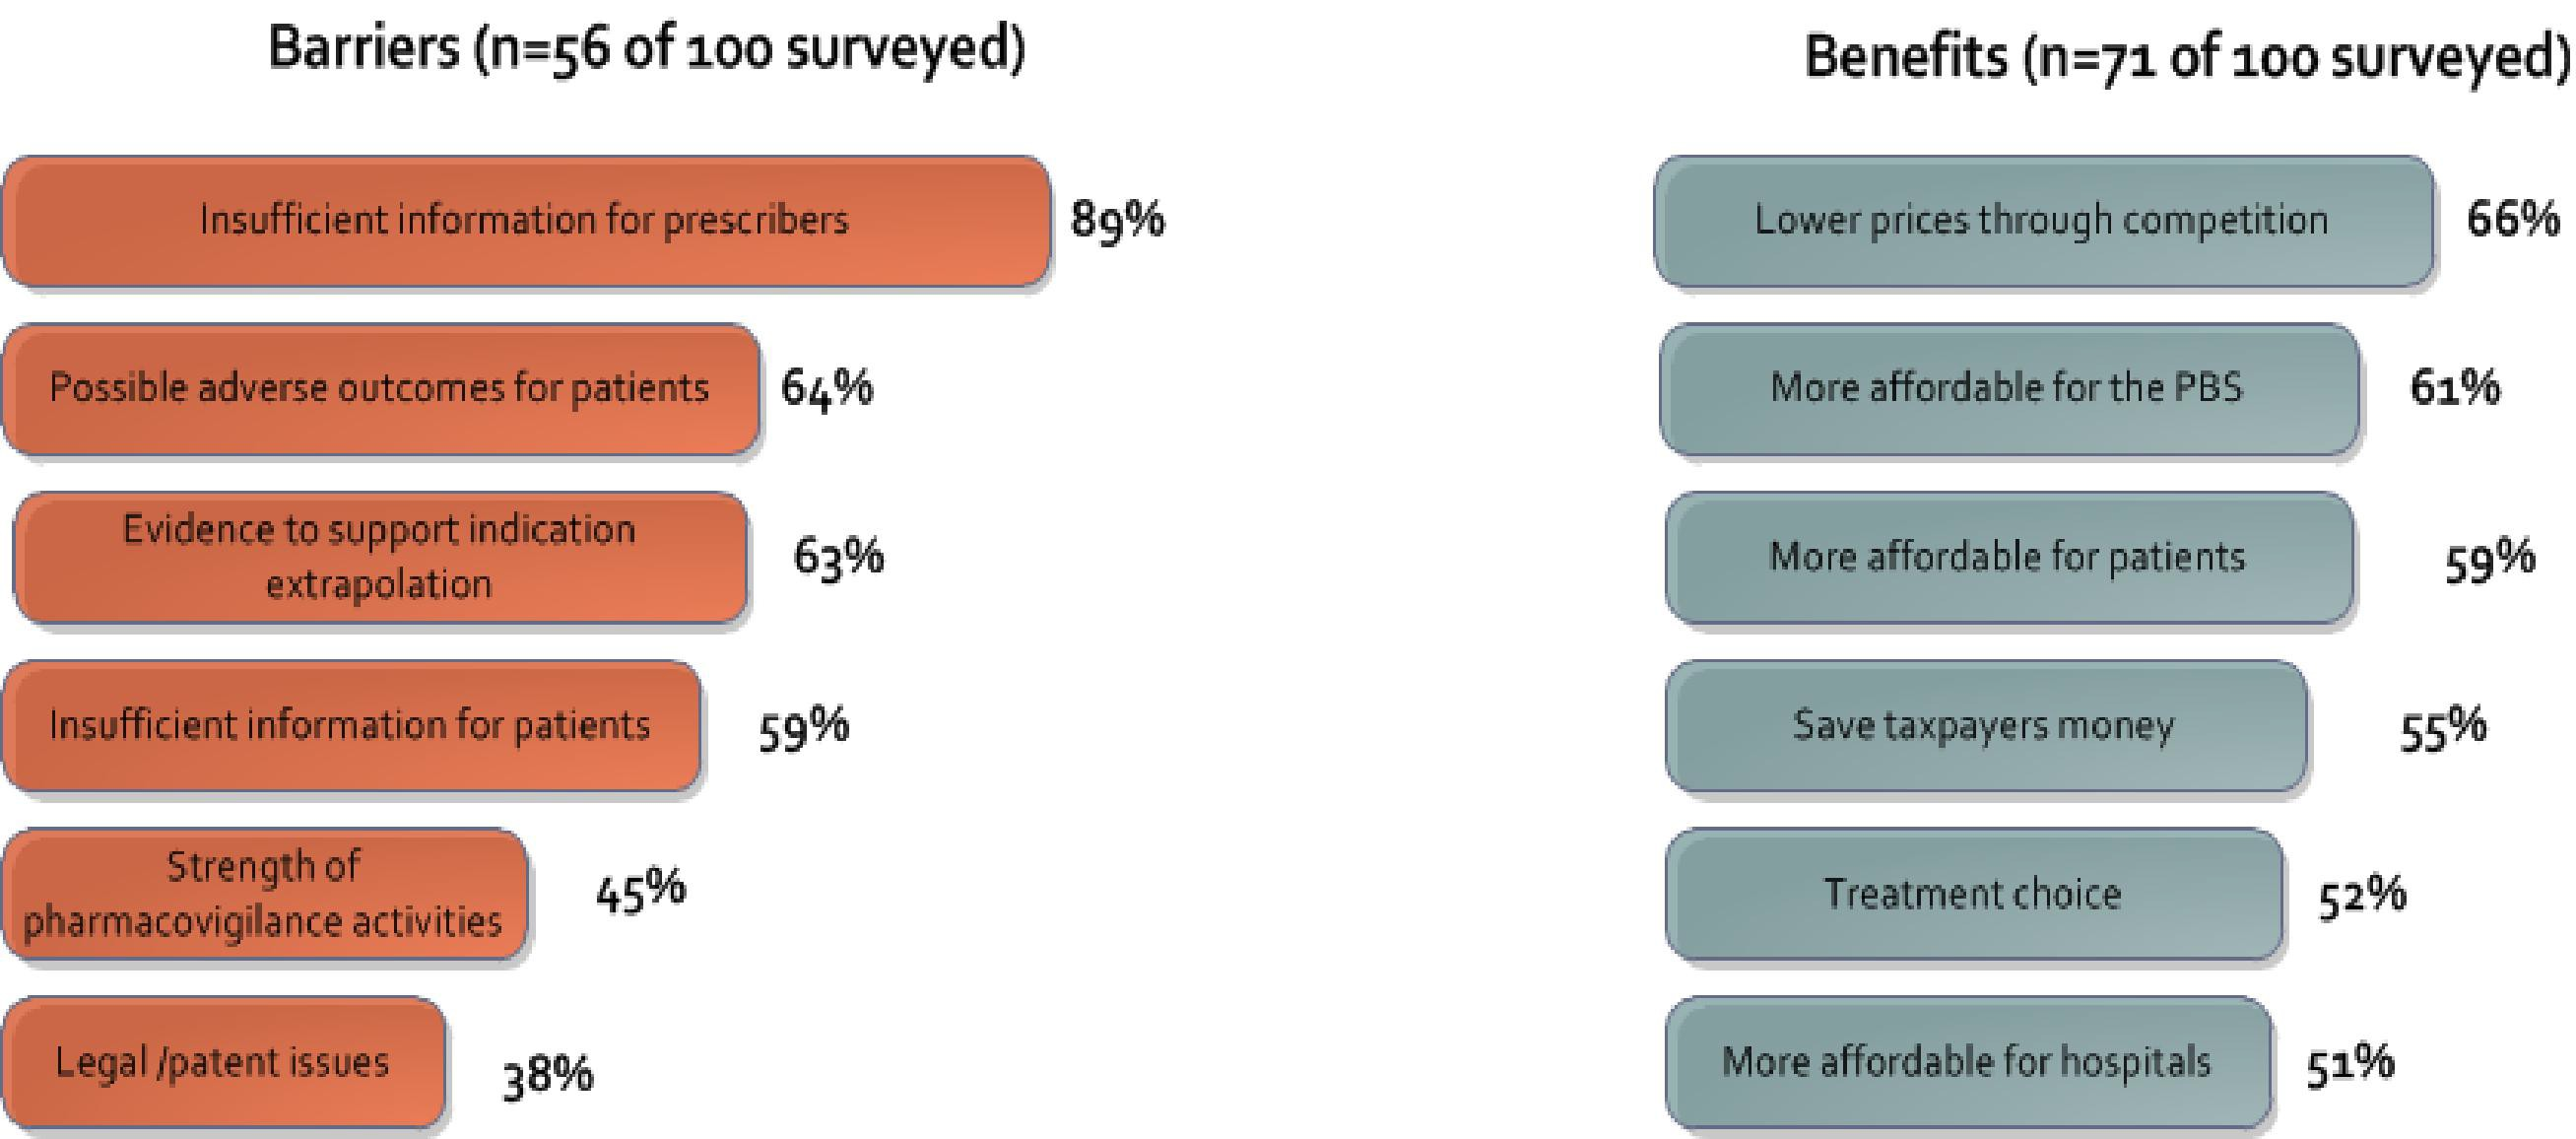 Barriers (n=56 of 100 surveyed)
Insufficient information for prescribers
89%
Possible adverse outcomes for patients
64%
Evidence to support indication
extrapolation
63%
Insufficient information for patients
59%
Strength of
pharmacovigilance activities
45%
Legal /patent issues
38%
Benefits (n=71 of 100 surveyed)
Lower prices through competition
66%
More affordable for the PBS
61%
More affordable for patients
59%
Save taxpayers money
55%
Treatment choice
52%
More affordable for hospitals
51%